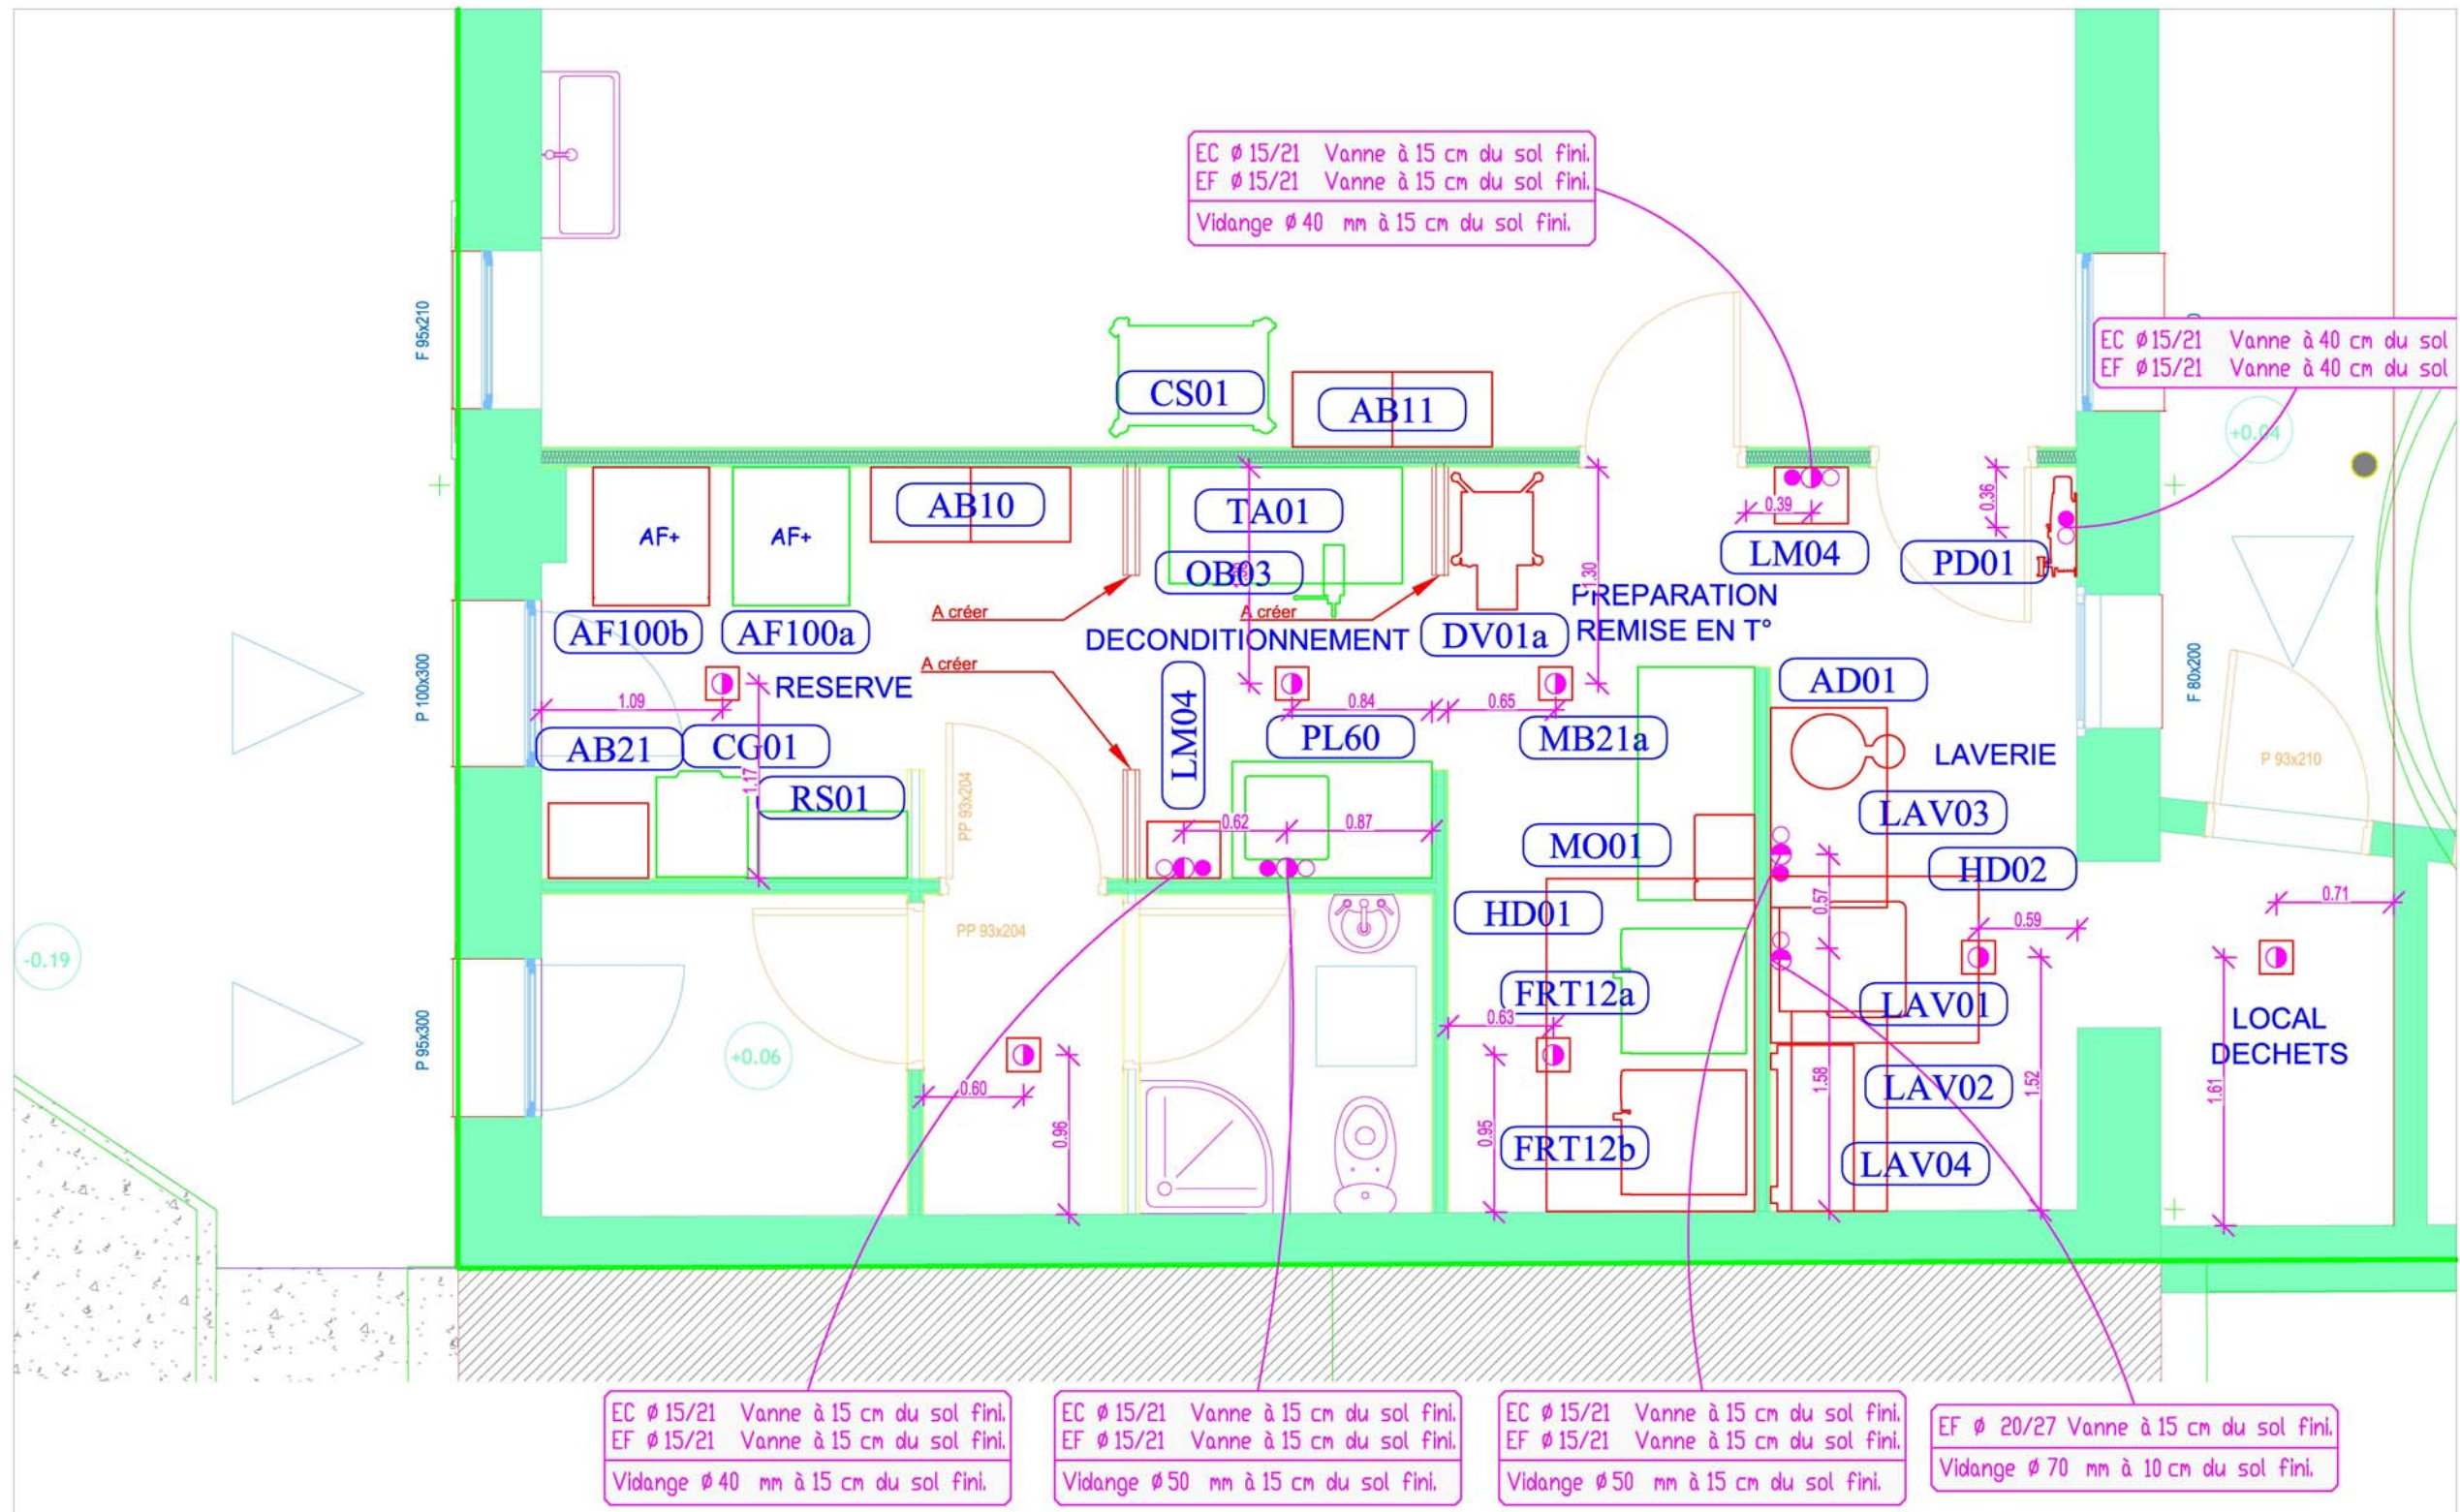 EC Ø 15/21 Vanne à 15 cm du sol fini.
EF Ø 15/21 Vanne à 15 cm du sol fini.
Vidange Ø 40 mm à 15 cm du sol fini.
F 95x210
EC Ø 15/21 Vanne à 40 cm du sol
EF Ø 15/21 Vanne à 40 cm du sol
CS01
AB11
+0.04
AF+
AF+
AB10
TA01
0.39
0.36
OB03
LM04
PD01
1.30
A créer
A créer
PREPARATION
REMISE EN T°
AF100b
AF100a
DECONDITIONNEMENT
DV01a
A créer
P 100x300
RESERVE
AD01
F 80x200
1.09
0.84
0.65
LM04
AB21
CG01
PL60
MB21a
LAVERIE
P 93x210
1.17
RS01
PP 93x204
LAV03
0.62
0.87
MO01
HD02
0.57
0.71
HD01
0.59
PP 93x204
-0.19
FRT12a
LAV01
0.63
LOCAL
DECHETS
P 95x300
+0.06
0.60
0.96
0.95
1.58
LAV02
1.52
1.61
FRT12b
LAV04
EC Ø 15/21 Vanne à 15 cm du sol fini.
EF Ø 15/21 Vanne à 15 cm du sol fini.
Vidange Ø 40 mm à 15 cm du sol fini.
EC Ø 15/21 Vanne à 15 cm du sol fini.
EF Ø 15/21 Vanne à 15 cm du sol fini.
Vidange Ø 50 mm à 15 cm du sol fini.
EC Ø 15/21 Vanne à 15 cm du sol fini.
EF Ø 15/21 Vanne à 15 cm du sol fini.
Vidange Ø 50 mm à 15 cm du sol fini.
EF Ø 20/27 Vanne à 15 cm du sol fini.
Vidange Ø 70 mm à 10 cm du sol fini.